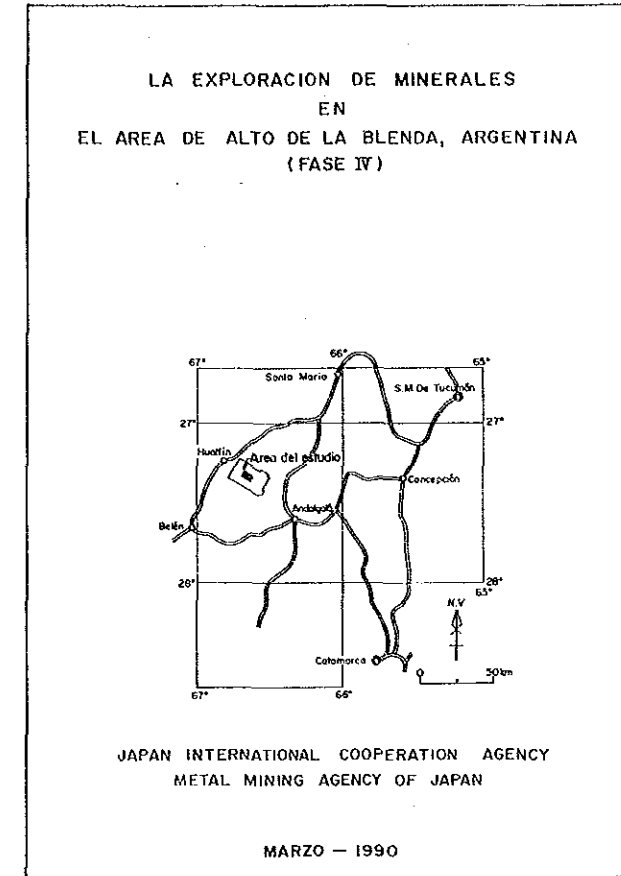 LA EXPLORACION DE MINERALES
EN
EL AREA DE ALTO DE LA BLENDA, ARGENTINA
(FASE IV)
67°
66°
65°
Santa Maria
S.M. De Tucumán
27°
27°
Hualfin
Area del estudio
Concepción
Andalgalá
Belén
28°
28°
65°
N.V
Catamarca
0
50km
67°
66°
JAPAN INTERNATIONAL COOPERATION AGENCY
METAL MINING AGENCY OF JAPAN
MARZO — 1990